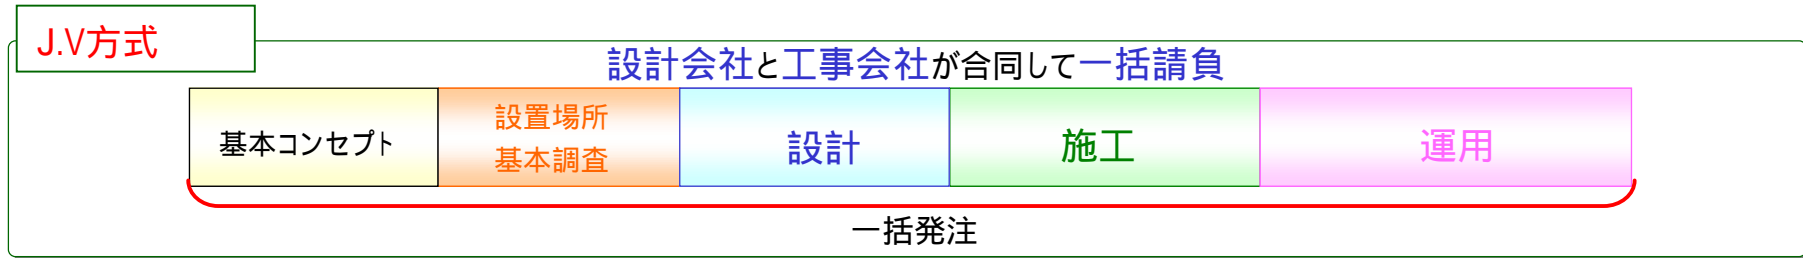 J.V方式
設計会社と工事会社が合同して一括請負
基本コンセプト
設置場所
基本調査
設計
施工
運用
一括発注